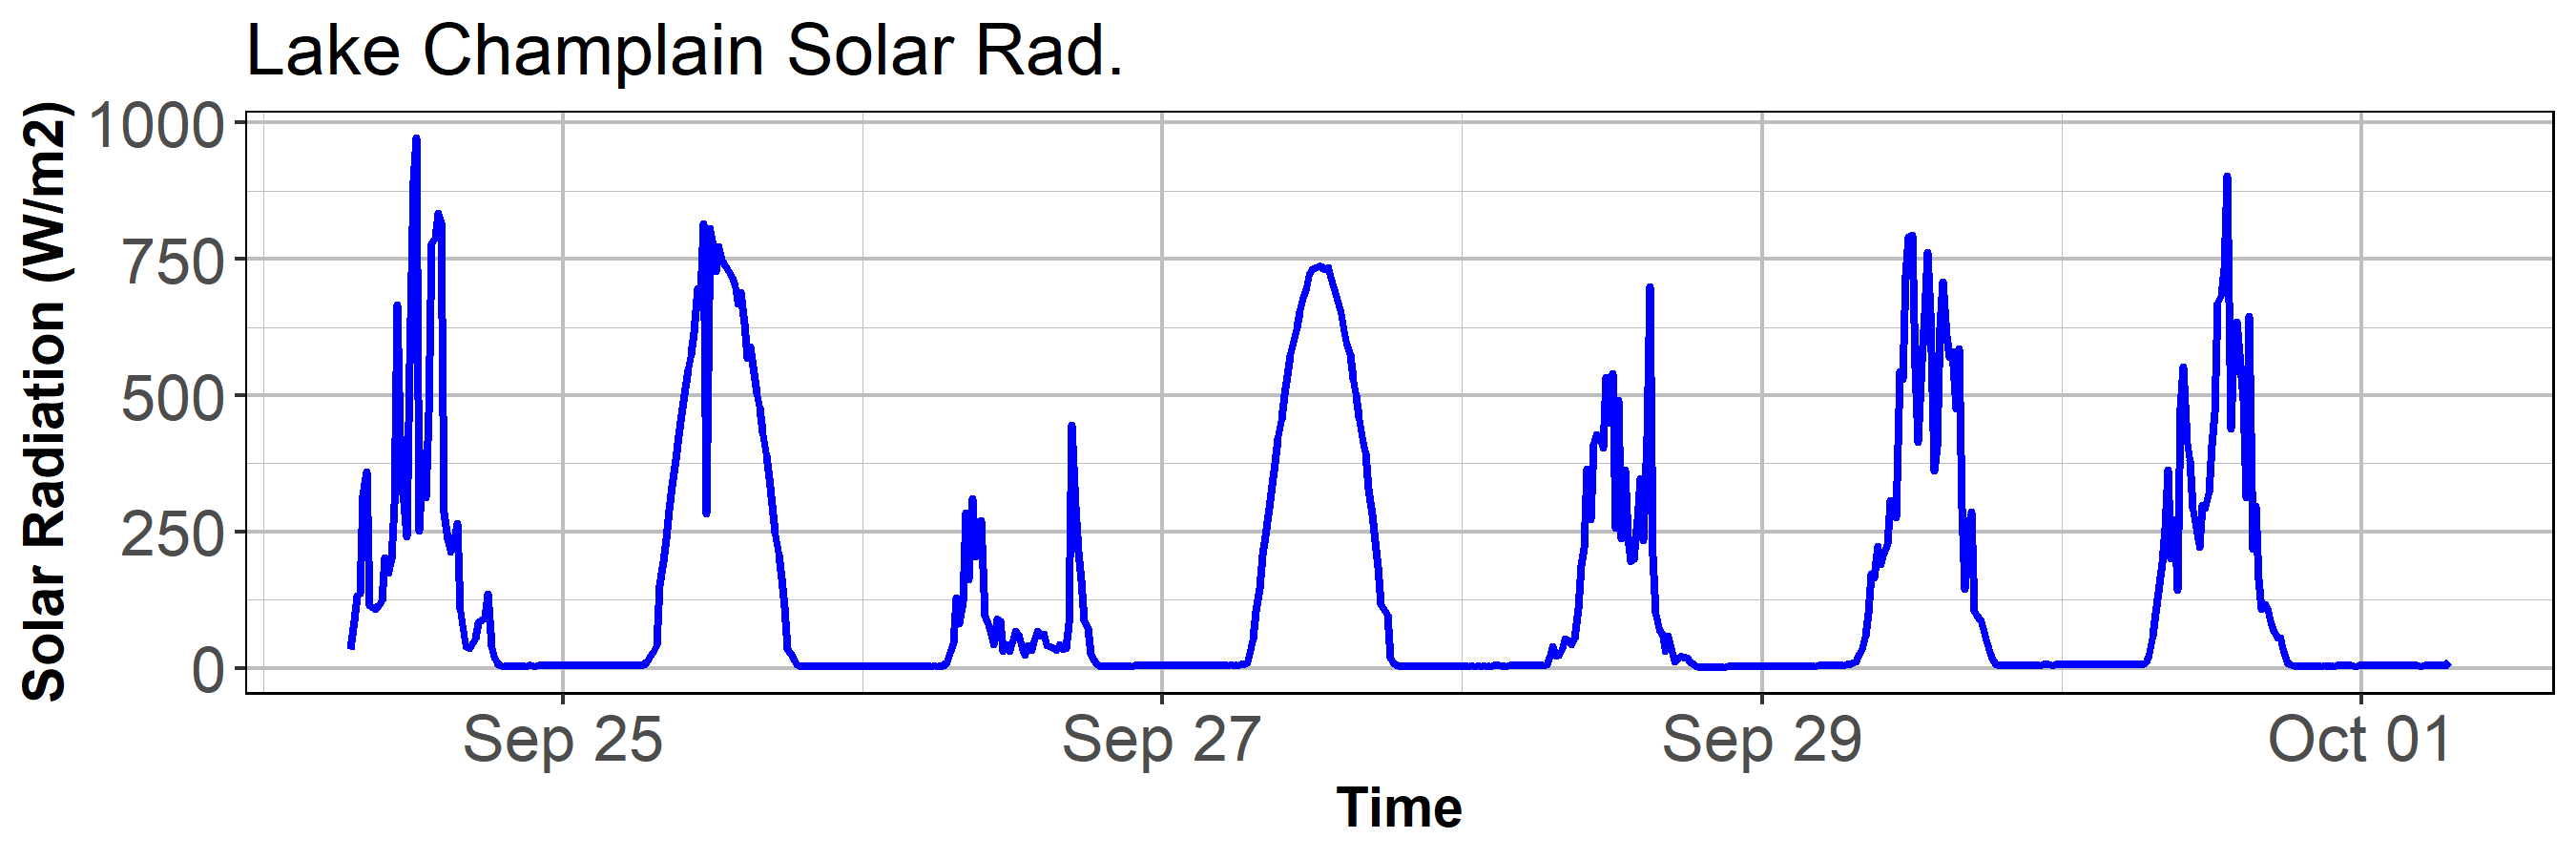 Lake Champlain Solar Rad.
Solar Radiation (W/m2)
1000
750
500
250
0
Sep 25
Sep 27
Sep 29
Oct 01
Time